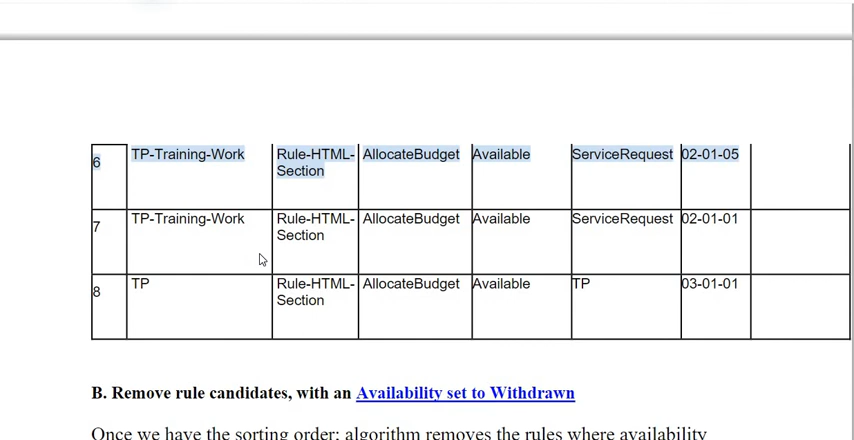 6 TP-Training-Work Rule-HTML-Section AllocateBudget Available ServiceRequest 02-01-05
7 TP-Training-Work Rule-HTML-Section AllocateBudget Available ServiceRequest 02-01-01
8 TP Rule-HTML-Section AllocateBudget Available TP 03-01-01
B. Remove rule candidates, with an Availability set to Withdrawn
Once we have the sorting order; algorithm removes the rules where availability